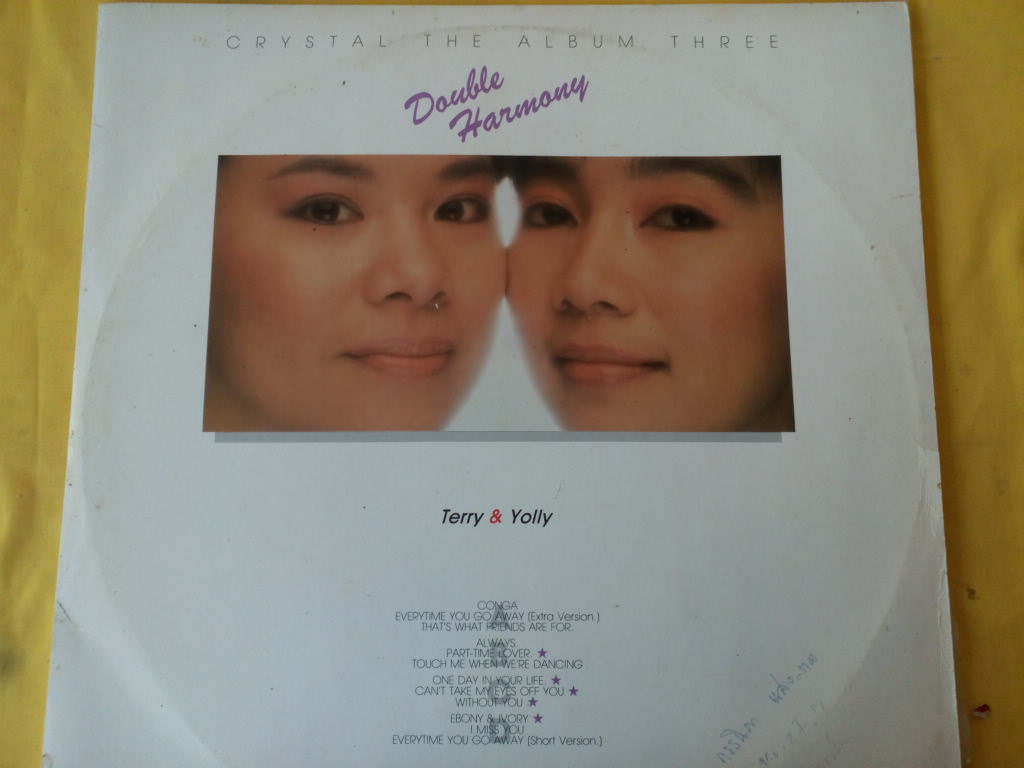 CRYSTAL THE ALBUM THREE
Double
Harmony
Terry & Yolly
CONGA
EVERYTIME YOU GO AWAY (Extra Version.)
THAT'S WHAT FRIENDS ARE FOR.
ALWAYS.
PART-TIME LOVER. ★
TOUCH ME WHEN WE'RE DANCING
ONE DAY IN YOUR LIFE. ★
CAN'T TAKE MY EYES OFF YOU ★
WITHOUT YOU ★
EBONY & IVORY ★
I MISS YOU
EVERYTIME YOU GO AWAY (Short Version.)